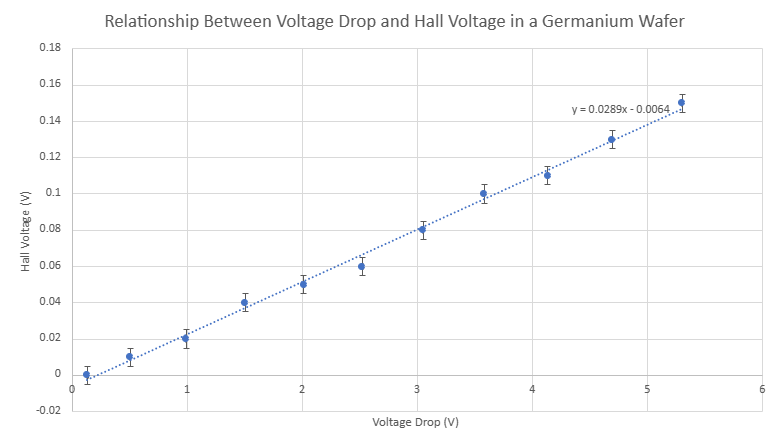 Relationship Between Voltage Drop and Hall Voltage in a Germanium Wafer
0.18
0.16
y = 0.0289x - 0.0064
0.14
0.12
0.1
0.08
0.06
0.04
0.02
0
-0.02
Hall Voltage (V)
0 1 2 3 4 5 6
Voltage Drop (V)